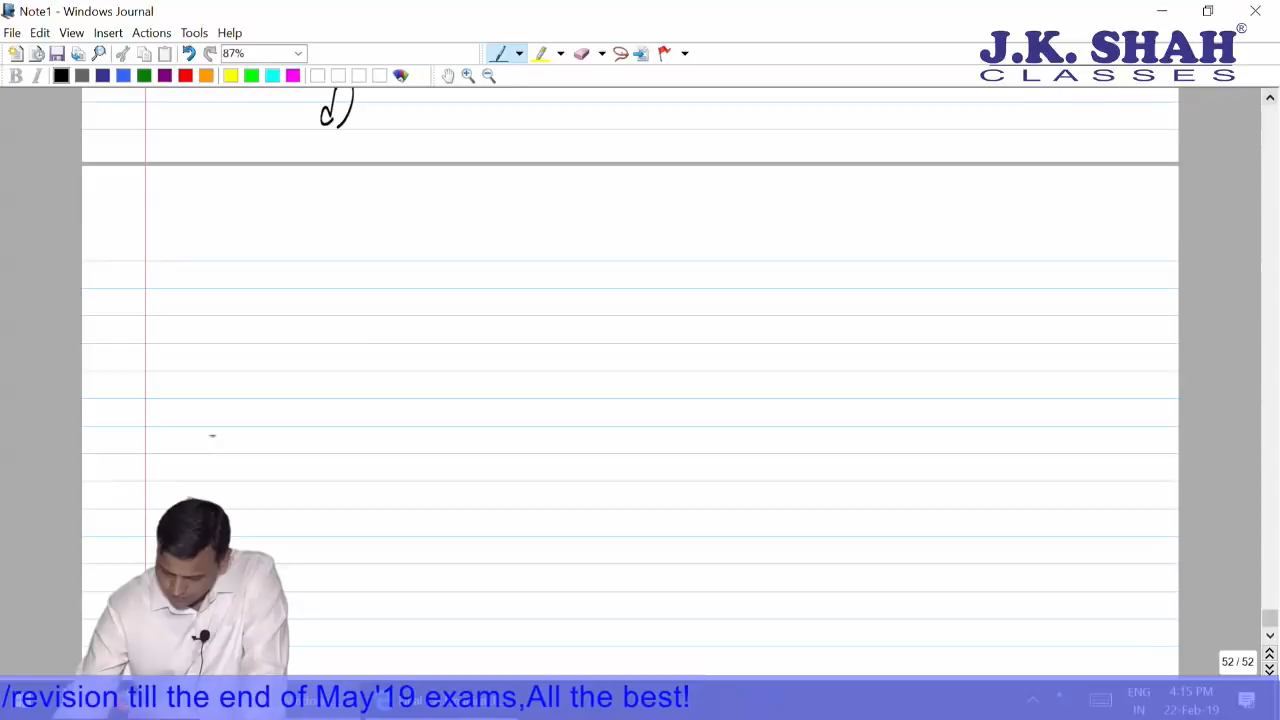 Note1 - Windows Journal
File Edit View Insert Actions Tools Help
87%
B I
J.K. SHAH®
CLASSES
d)
52 / 52
/revision till the end of May'19 exams,All the best!
ENG
IN
4:15 PM
22-Feb-19